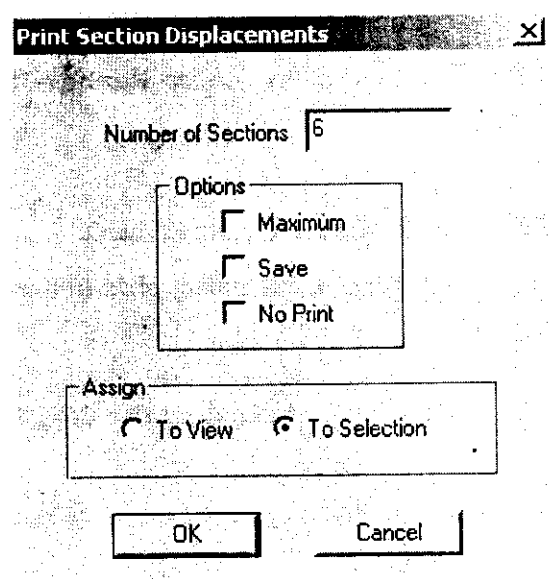 Print Section Displacements
Number of Sections 6
Options
Maximum
Save
No Print
Assign
To View To Selection
OK Cancel